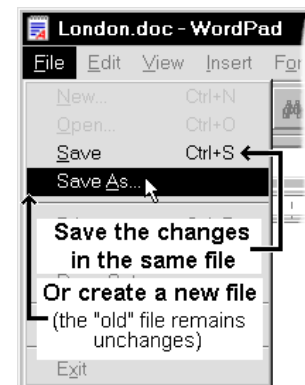 London.doc - WordPad
File Edit View Insert
New... Ctrl+N
Open... Ctrl+O
Save Ctrl+S
Save As...
Save the changes
in the same file
Or create a new file
(the "old" file remains
unchanges)
Exit